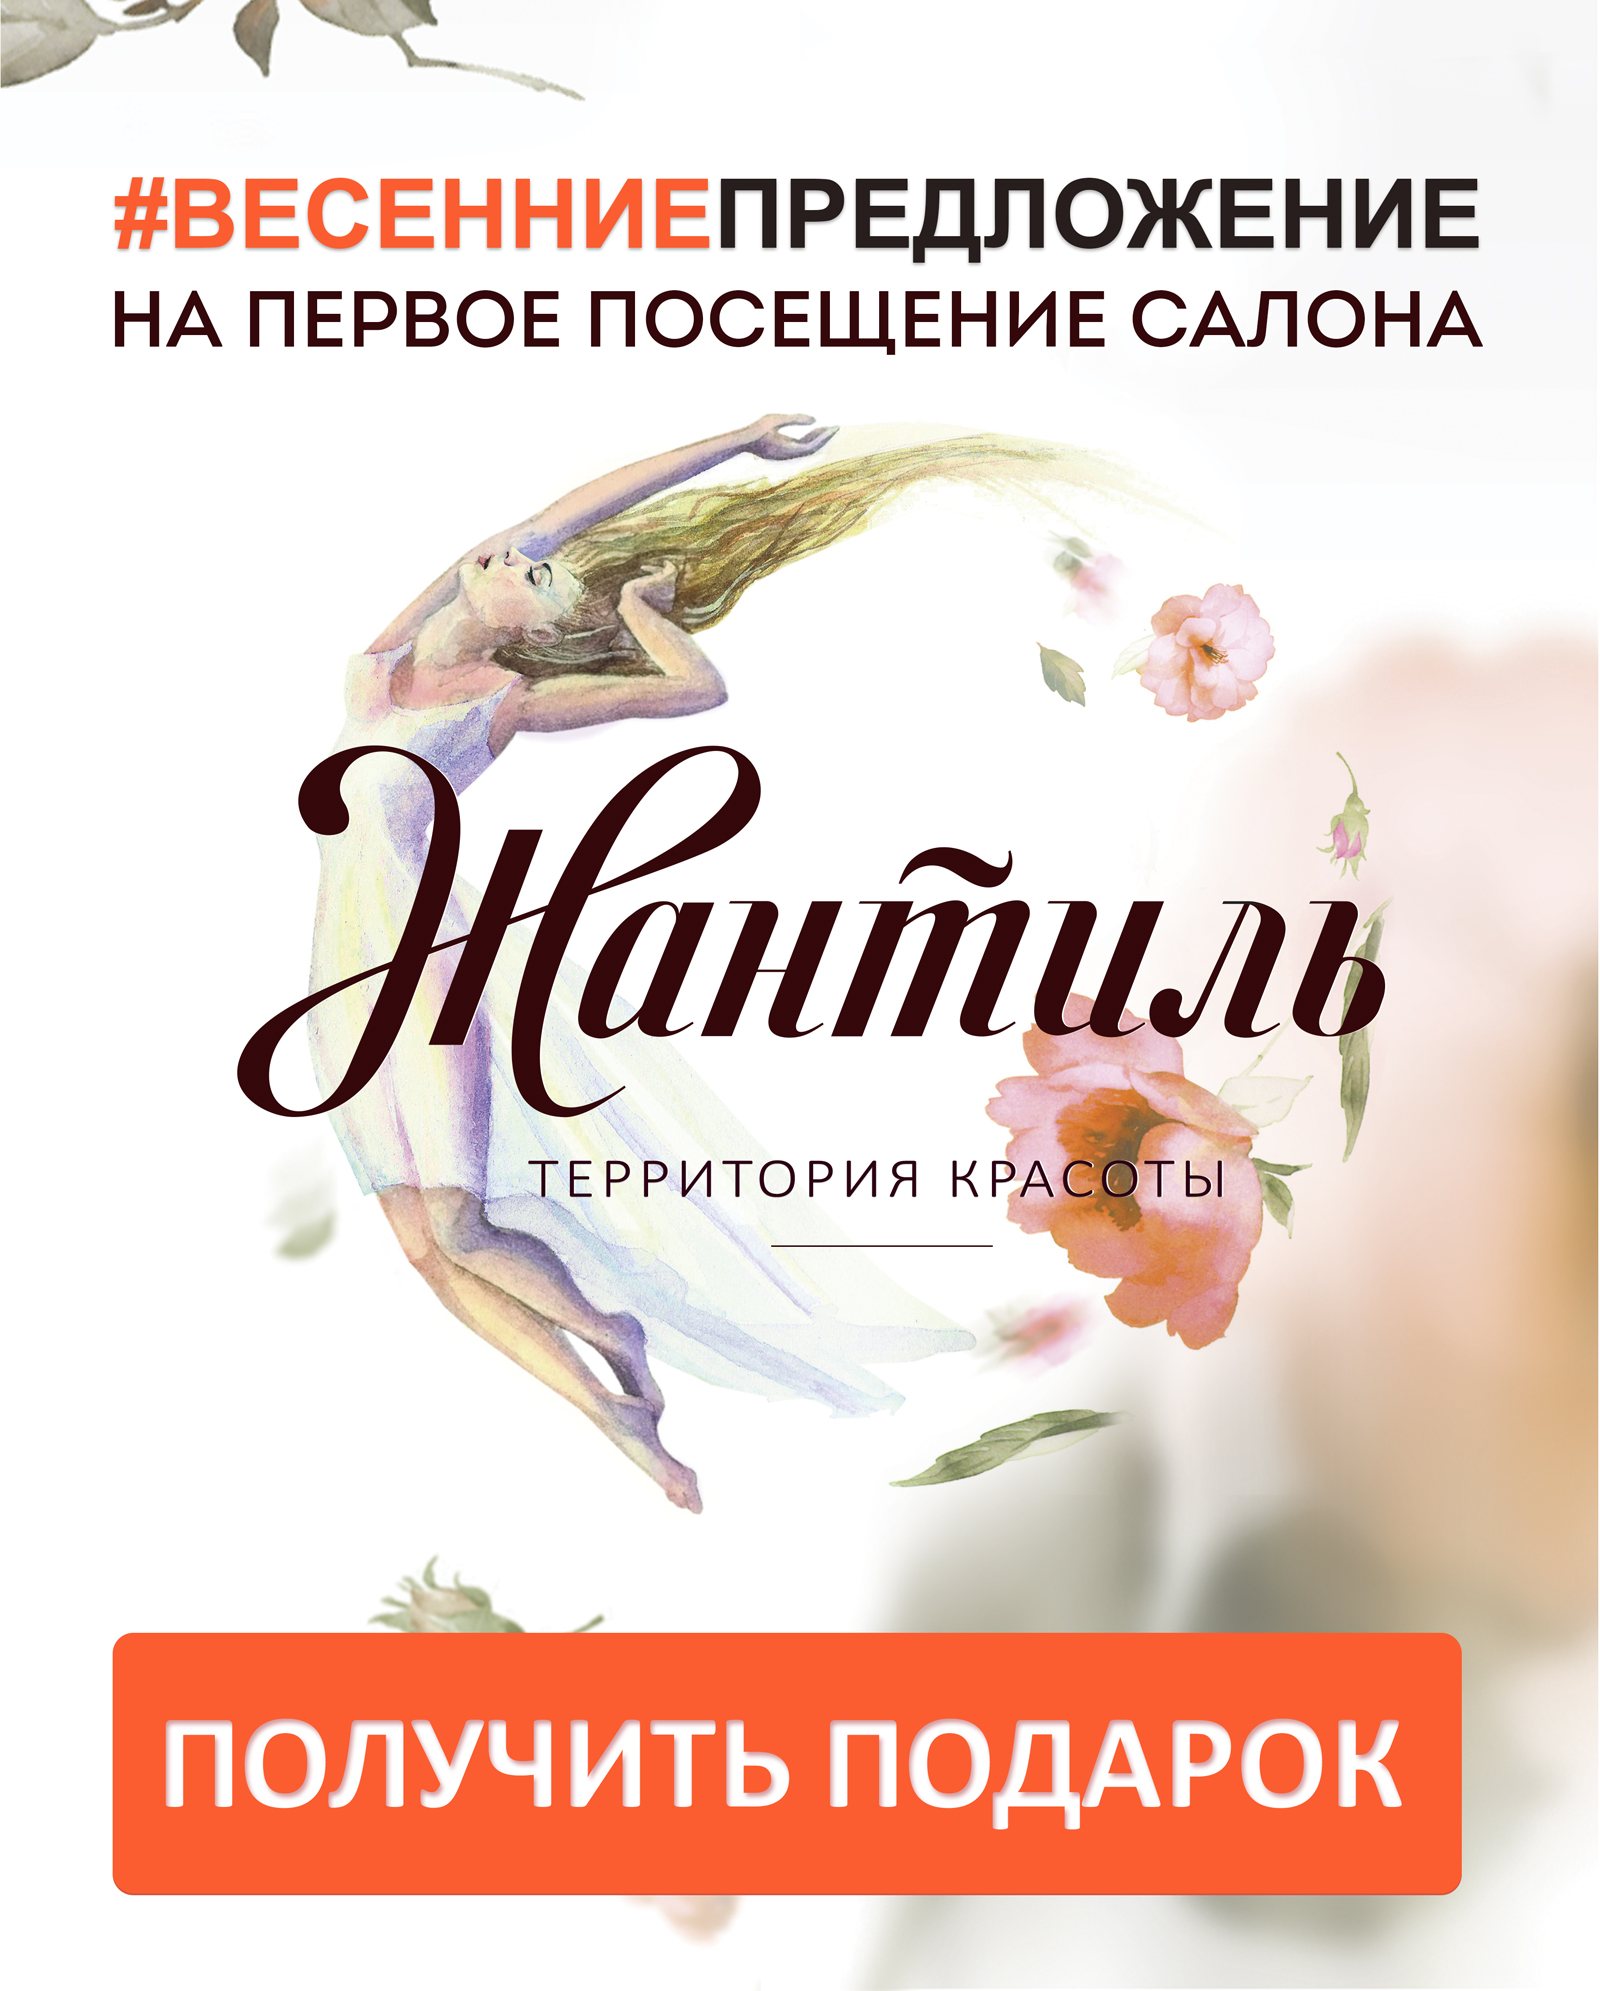 #ВЕСЕННИЕПРЕДЛОЖЕНИЕ
НА ПЕРВОЕ ПОСЕЩЕНИЕ САЛОНА
Жантиль
ТЕРРИТОРИЯ КРАСОТЫ
ПОЛУЧИТЬ ПОДАРОК